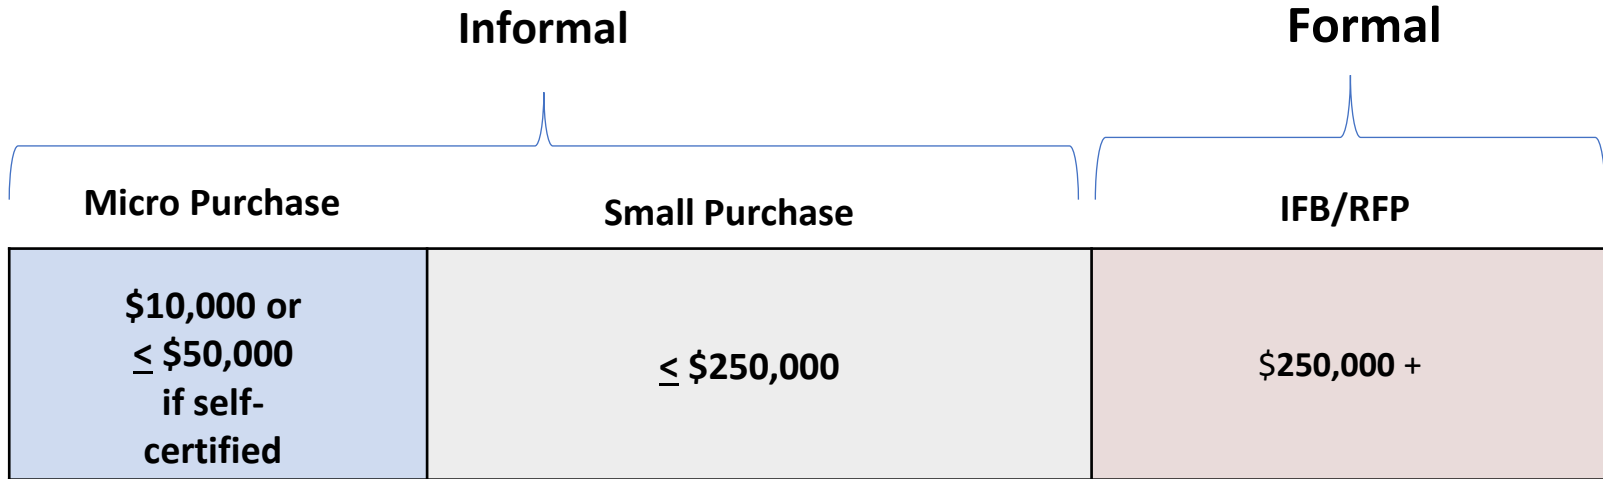 Informal
Formal
Micro Purchase
Small Purchase
IFB/RFP
$10,000 or
< $50,000
if self-
certified
< $250,000
$250,000 +